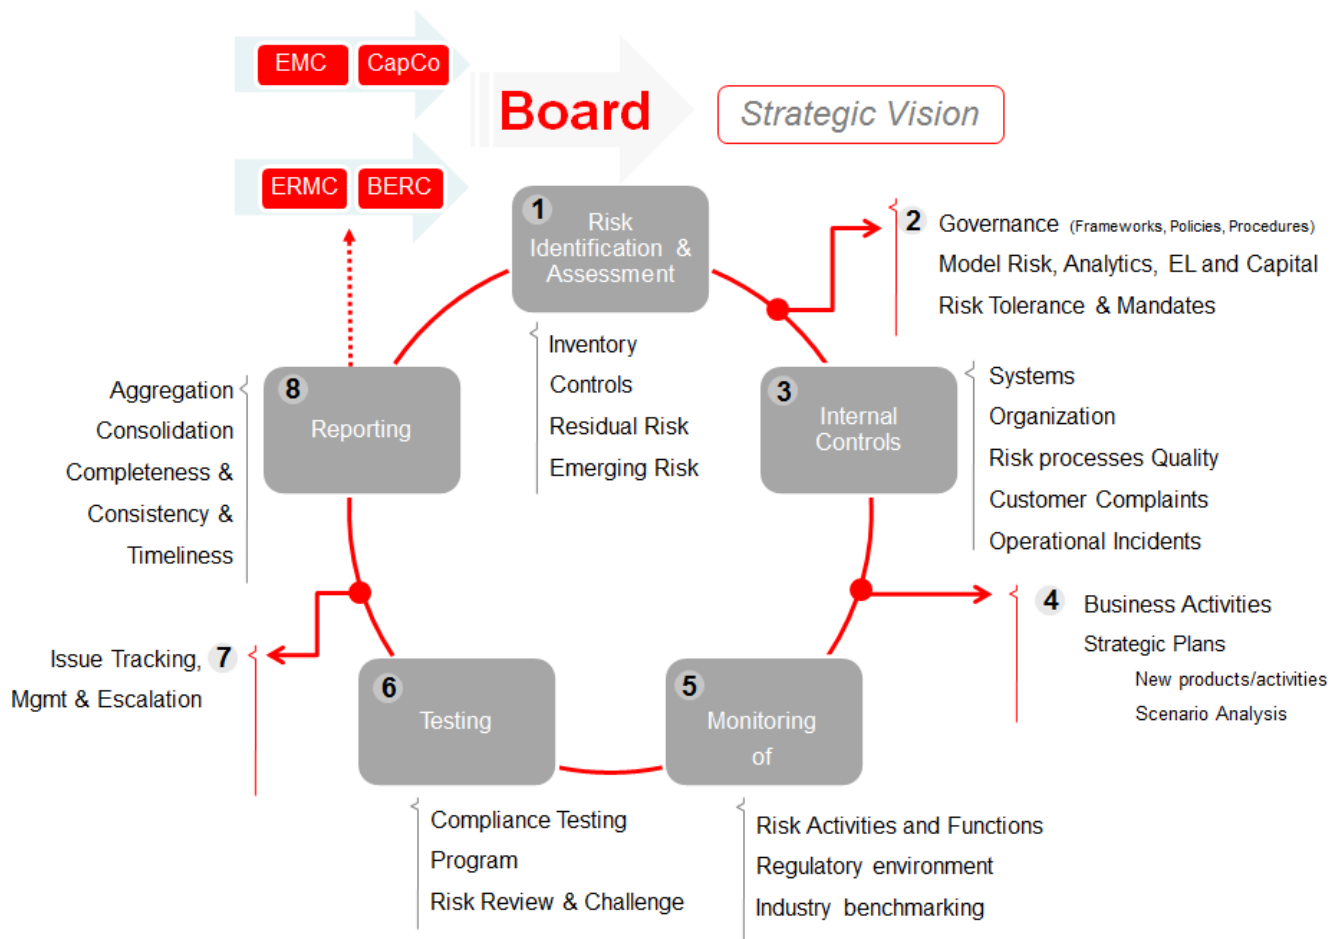 EMC CapCo
Board
Strategic Vision
ERMC BERC
1
Risk
Identification &
Assessment
Inventory
Controls
Residual Risk
Emerging Risk
2 Governance (Frameworks, Policies, Procedures)
Model Risk, Analytics, EL and Capital
Risk Tolerance & Mandates
3
Internal
Controls
Systems
Organization
Risk processes Quality
Customer Complaints
Operational Incidents
4 Business Activities
Strategic Plans
New products/activities
Scenario Analysis
5
Monitoring
of
Risk Activities and Functions
Regulatory environment
Industry benchmarking
6
Testing
Compliance Testing
Program
Risk Review & Challenge
Issue Tracking, 7
Mgmt & Escalation
8
Reporting
Aggregation
Consolidation
Completeness &
Consistency &
Timeliness